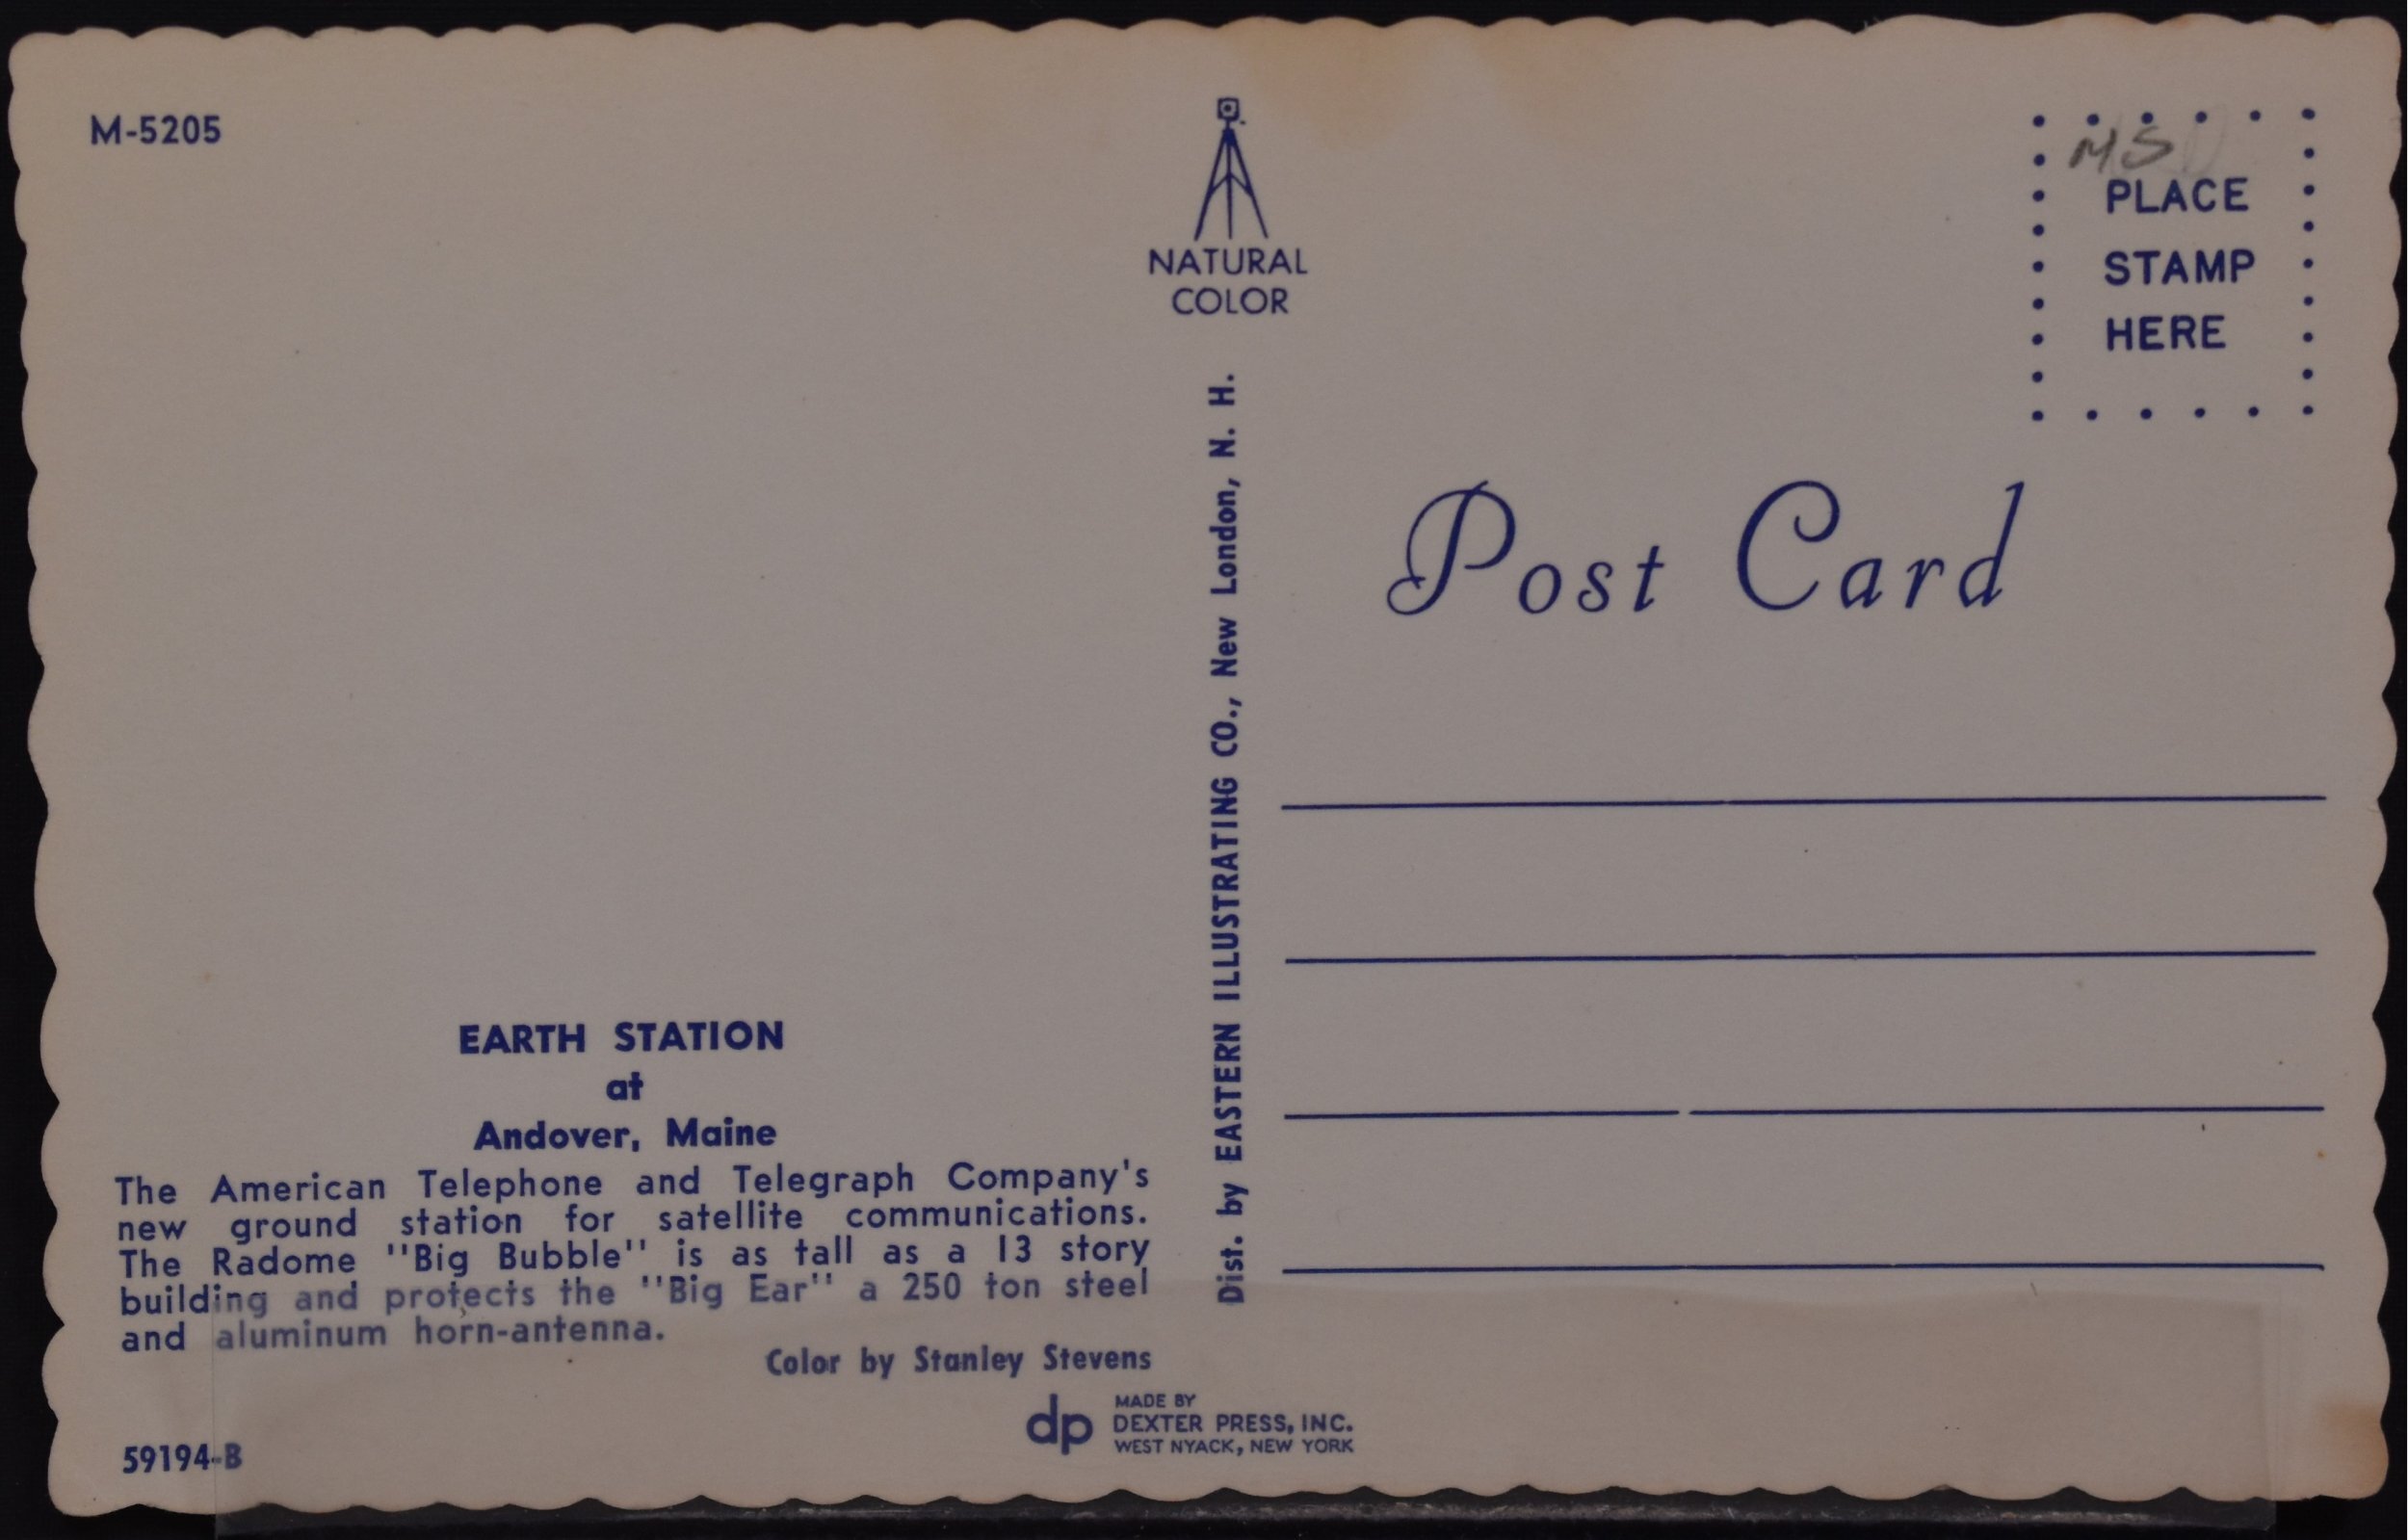 M-5205
NATURAL
COLOR
MS
PLACE
STAMP
HERE
Post Card
Dist. by EASTERN ILLUSTRATING CO., New London, N. H.
EARTH STATION
at
Andover, Maine
The American Telephone and Telegraph Company's
new ground station for satellite communications.
The Radome "Big Bubble" is as tall as a 13 story
building and protects the "Big Ear" a 250 ton steel
and aluminum horn-antenna.
Color by Stanley Stevens
dp
MADE BY
DEXTER PRESS, INC.
WEST NYACK, NEW YORK
59194-B